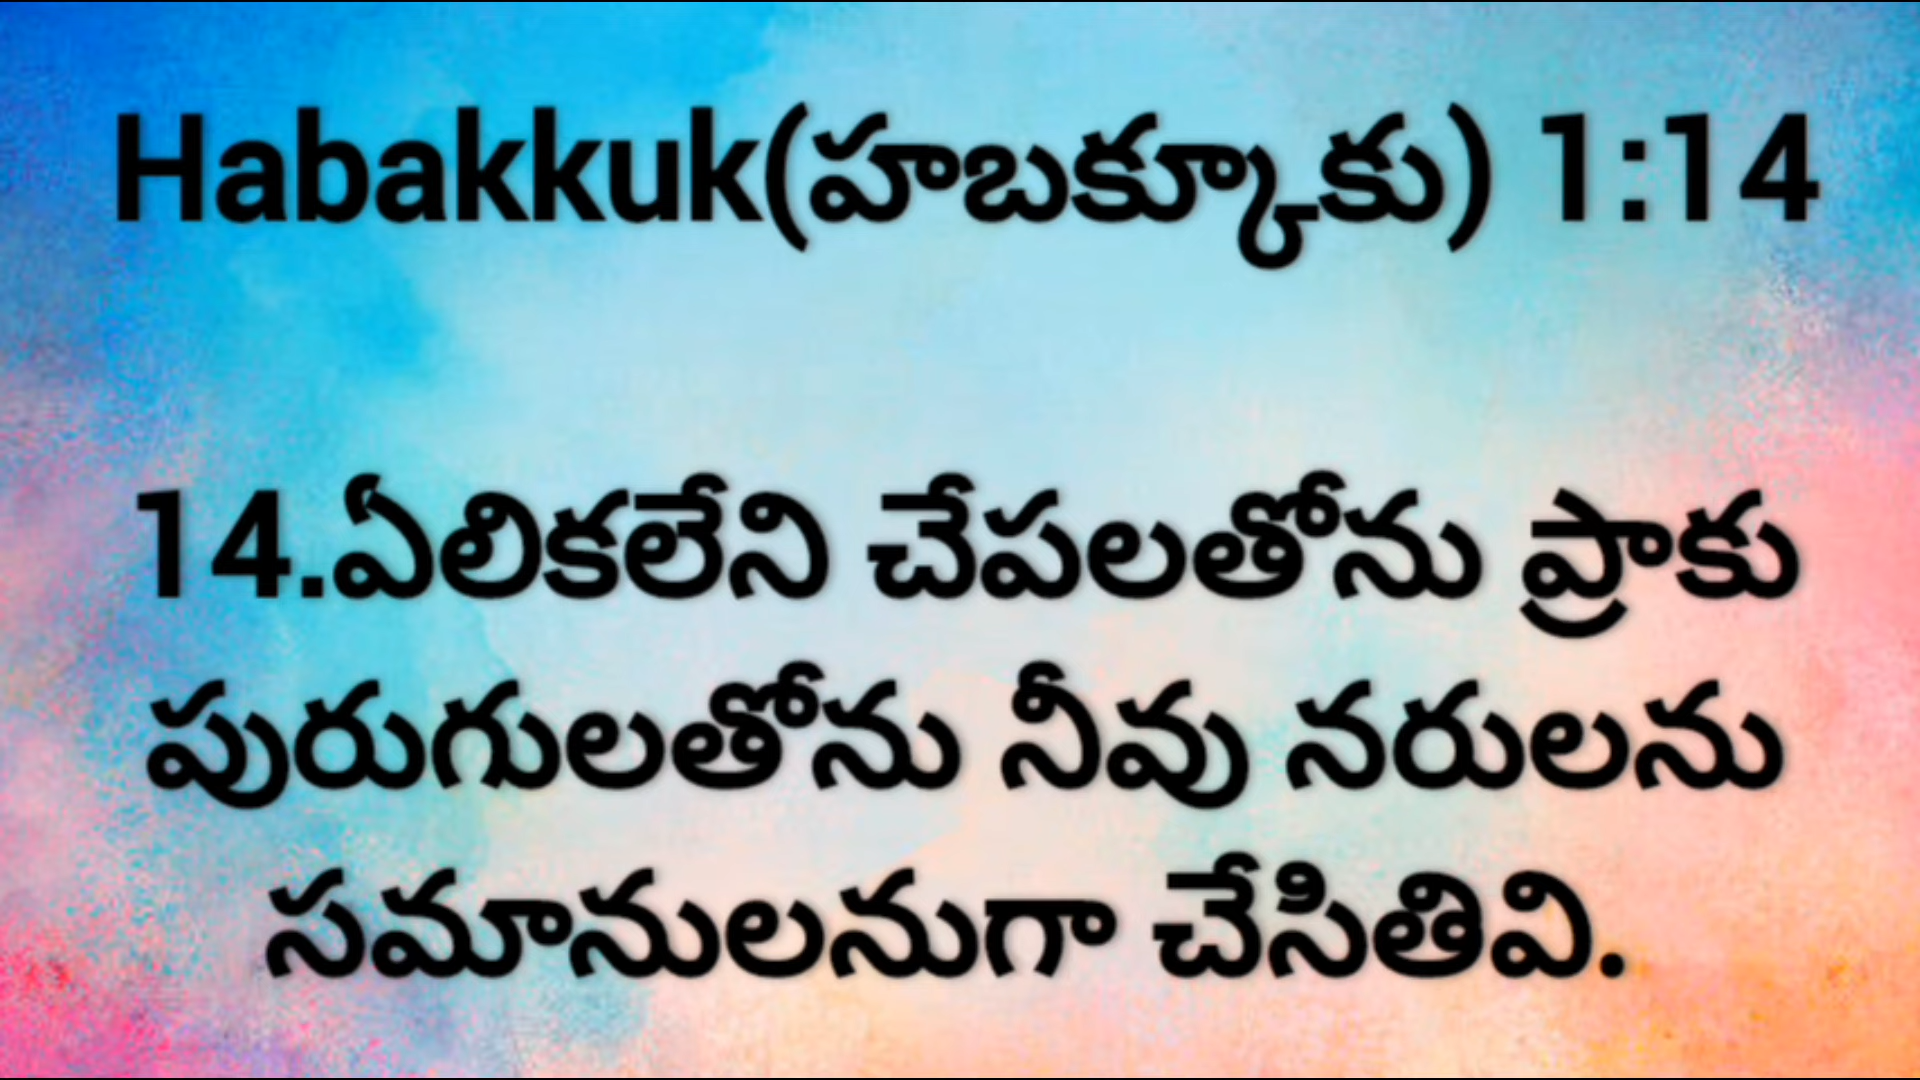 Habakkuk(హబక్కూకు) 1:14
14.ఏలికలేని చేపలతోను ప్రాకు
పురుగులతోను నీవు నరులను
సమానులనుగా చేసితివి.